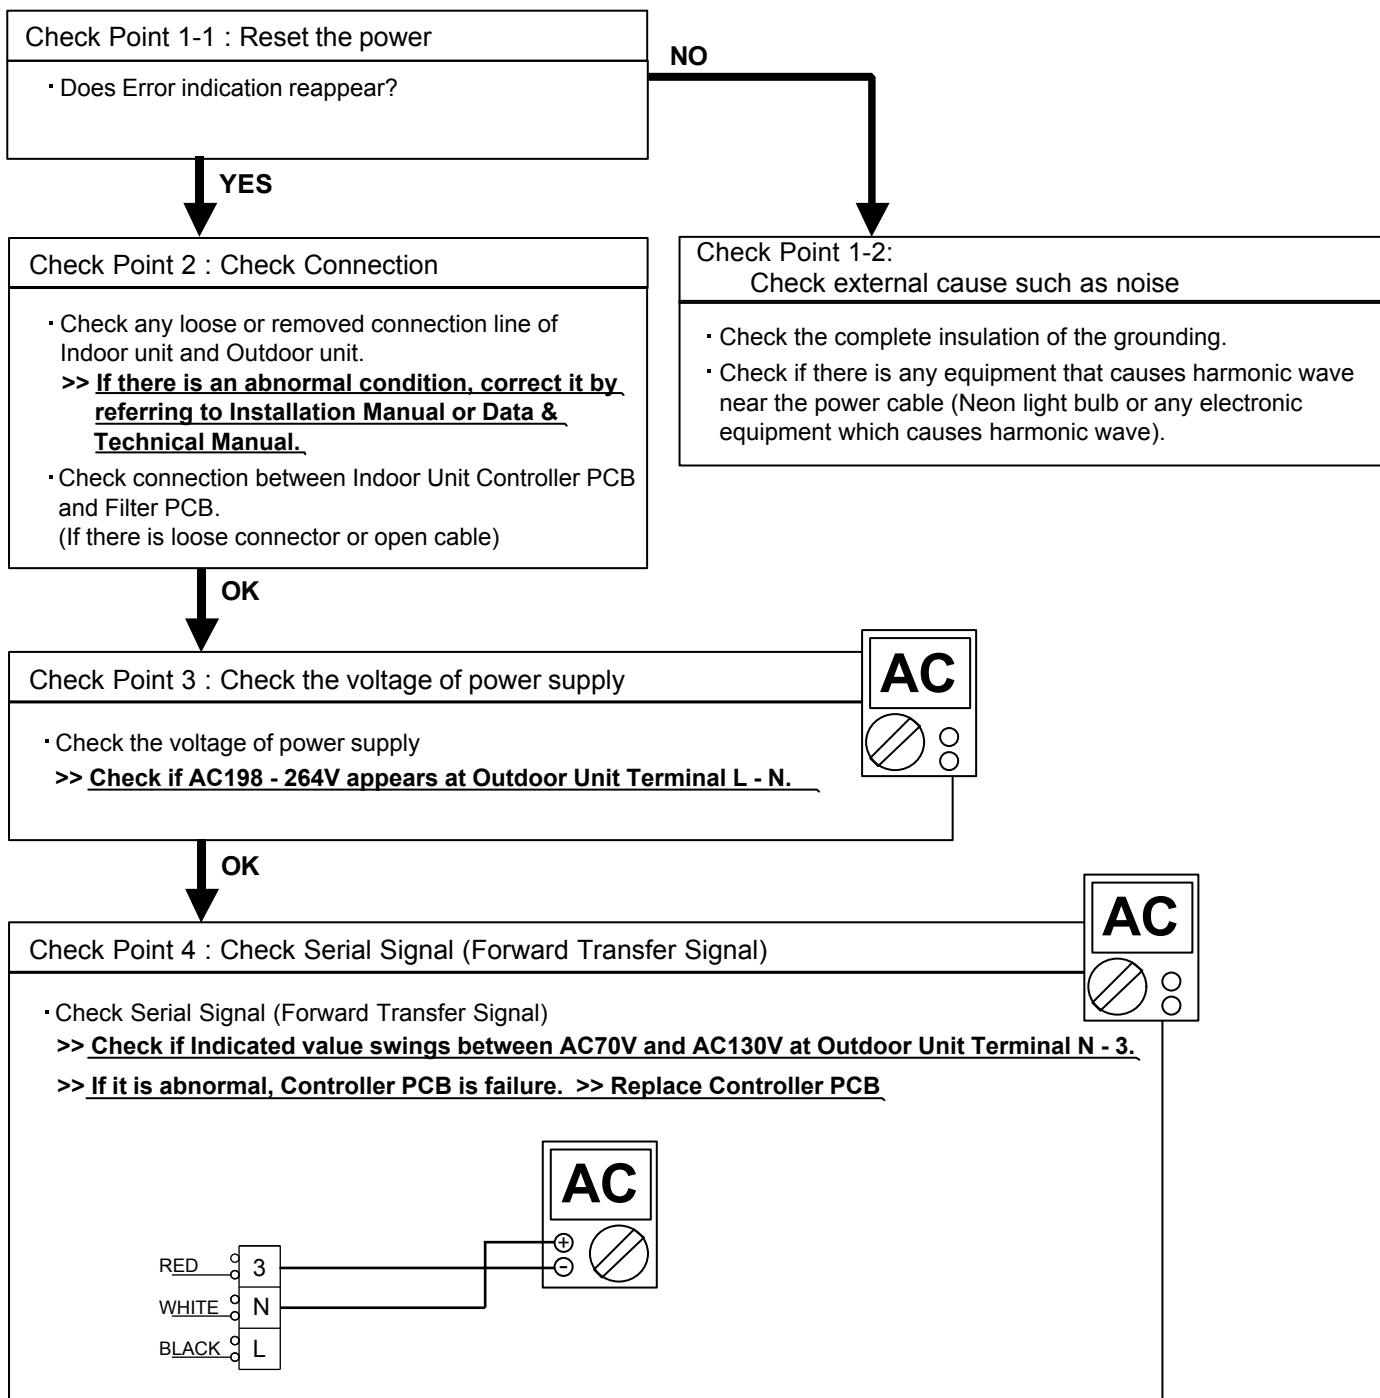 Check Point 1-1 : Reset the power
· Does Error indication reappear?
NO
YES
Check Point 2 : Check Connection
· Check any loose or removed connection line of
Indoor unit and Outdoor unit.
>> If there is an abnormal condition, correct it by
referring to Installation Manual or Data &
Technical Manual.
· Check connection between Indoor Unit Controller PCB
and Filter PCB.
(If there is loose connector or open cable)
Check Point 1-2:
Check external cause such as noise
· Check the complete insulation of the grounding.
· Check if there is any equipment that causes harmonic wave
near the power cable (Neon light bulb or any electronic
equipment which causes harmonic wave).
OK
Check Point 3 : Check the voltage of power supply
AC
· Check the voltage of power supply
>> Check if AC198 - 264V appears at Outdoor Unit Terminal L - N.
OK
Check Point 4 : Check Serial Signal (Forward Transfer Signal)
AC
· Check Serial Signal (Forward Transfer Signal)
>> Check if Indicated value swings between AC70V and AC130V at Outdoor Unit Terminal N - 3.
>> If it is abnormal, Controller PCB is failure. >> Replace Controller PCB
AC
+
-
RED 3
WHITE N
BLACK L